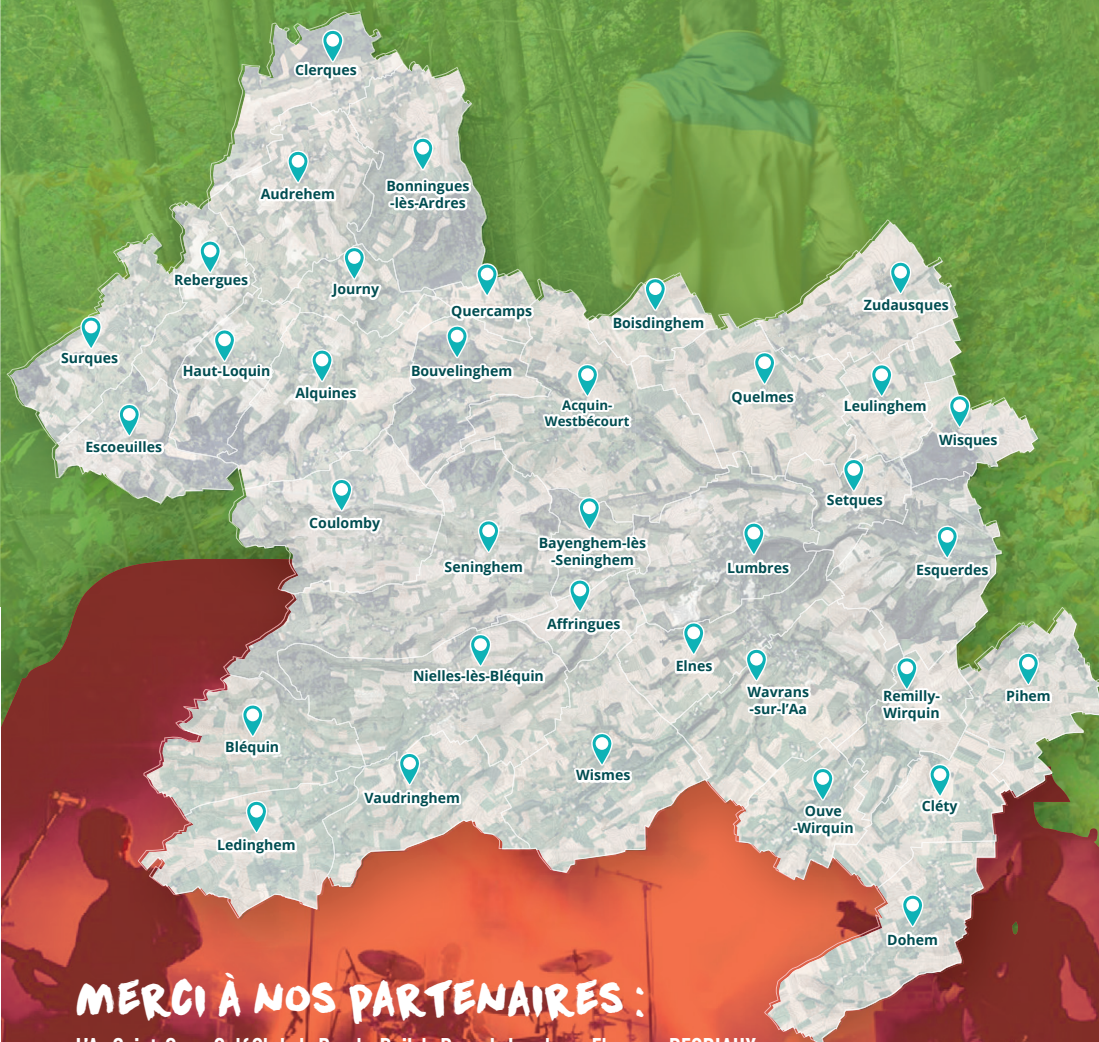 Clerques
Audrehem
Bonningues
-lès-Ardres
Rebergues
Journy
Quercamps
Boisdinghem
Zudausques
Surques
Haut-Loquin
Alquines
Bouvelinghem
Acquin-
Westbécourt
Quelmes
Leulinghem
Wisques
Escoeuilles
Coulomby
Seninghem
Bayenghem-lès
-Seninghem
Setques
Lumbres
Esquerdes
Affringues
Nielles-lès-Bléquin
Elnes
Wavrans
-sur-l'Aa
Remilly-
Wirquin
Pihem
Bléquin
Vaudringhem
Wismes
Ouve
-Wirquin
Cléty
Ledinghem
Dohem
MERCI À NOS PARTENAIRES :